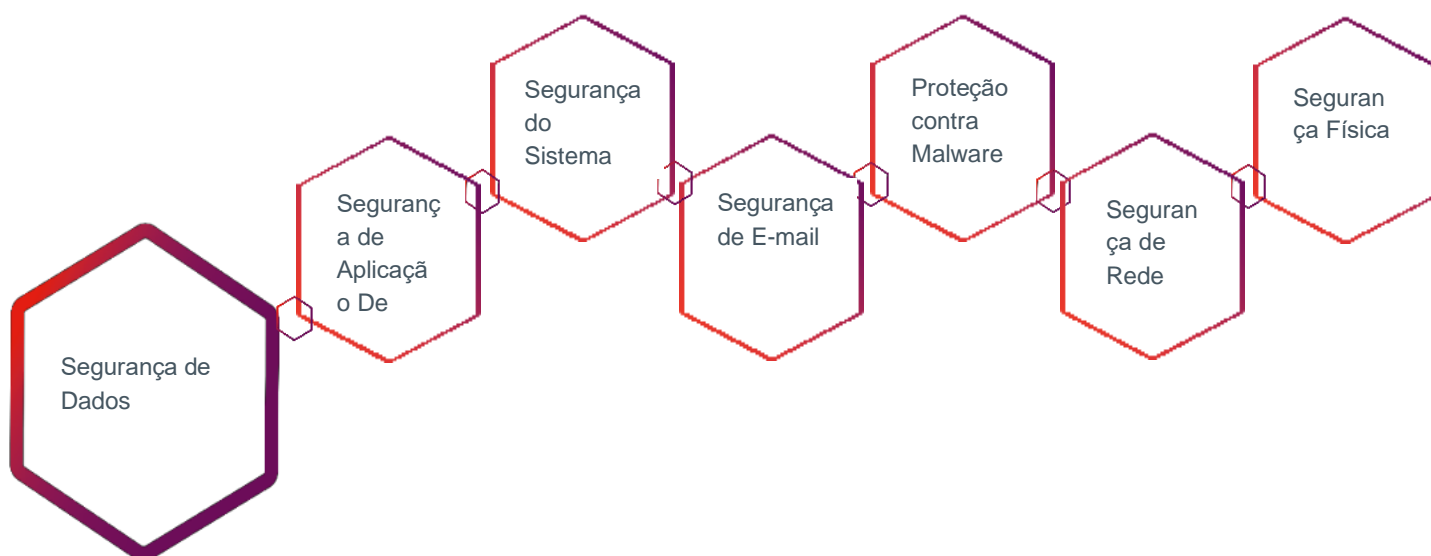 Segurança de
Dados
Seguranç
a de
Aplicaçã
o De
Segurança
do
Sistema
Segurança
de E-mail
Proteção
contra
Malware
Seguran
ça de
Rede
Seguran
ça Física